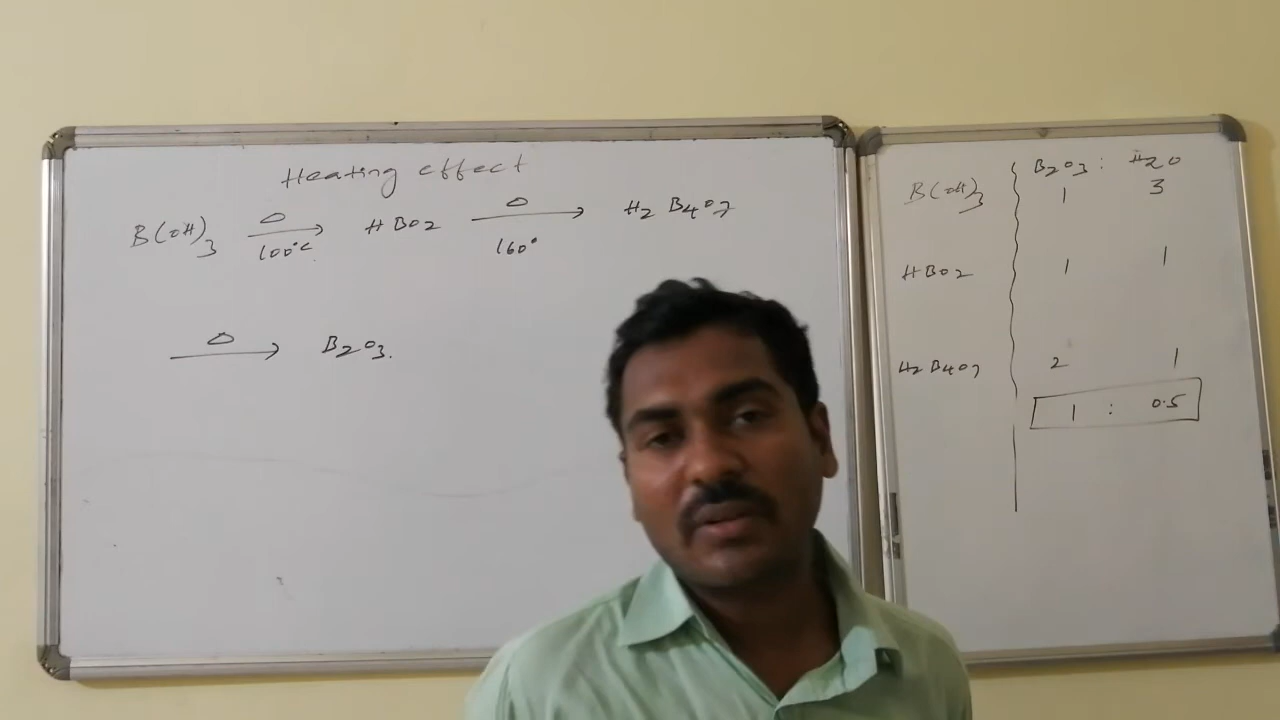 Heating effect
B(OH)3 Δ→ 100°C HBO2 Δ→ 160° H2B4O7
Δ→ B2O3.
B2O3 : H2O
B(OH)3 1 3
HBO2 1 1
H2B4O7 2 1
1 : 0.5